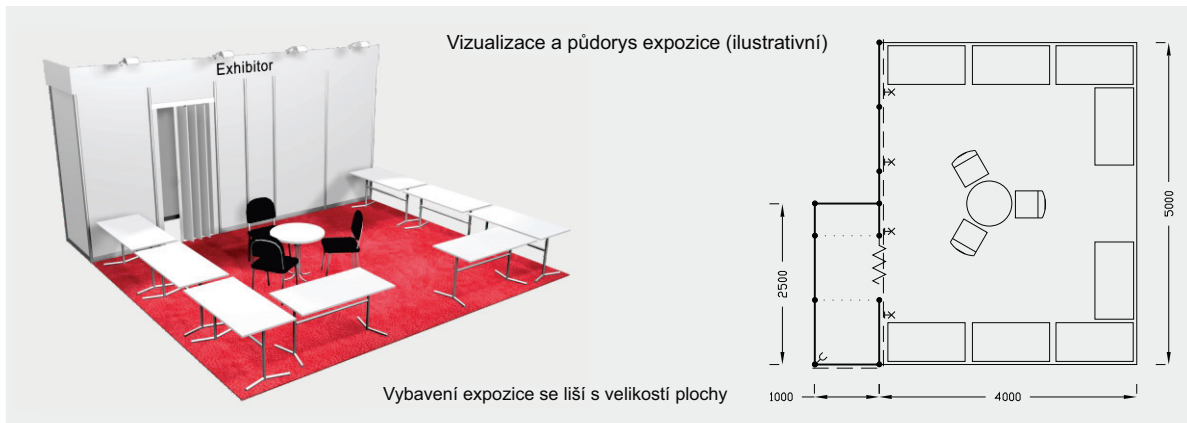 Vizualizace a půdorys expozice (ilustrativní)
Exhibitor
5000
2500
Vybavení expozice se liší s velikostí plochy
1000
4000